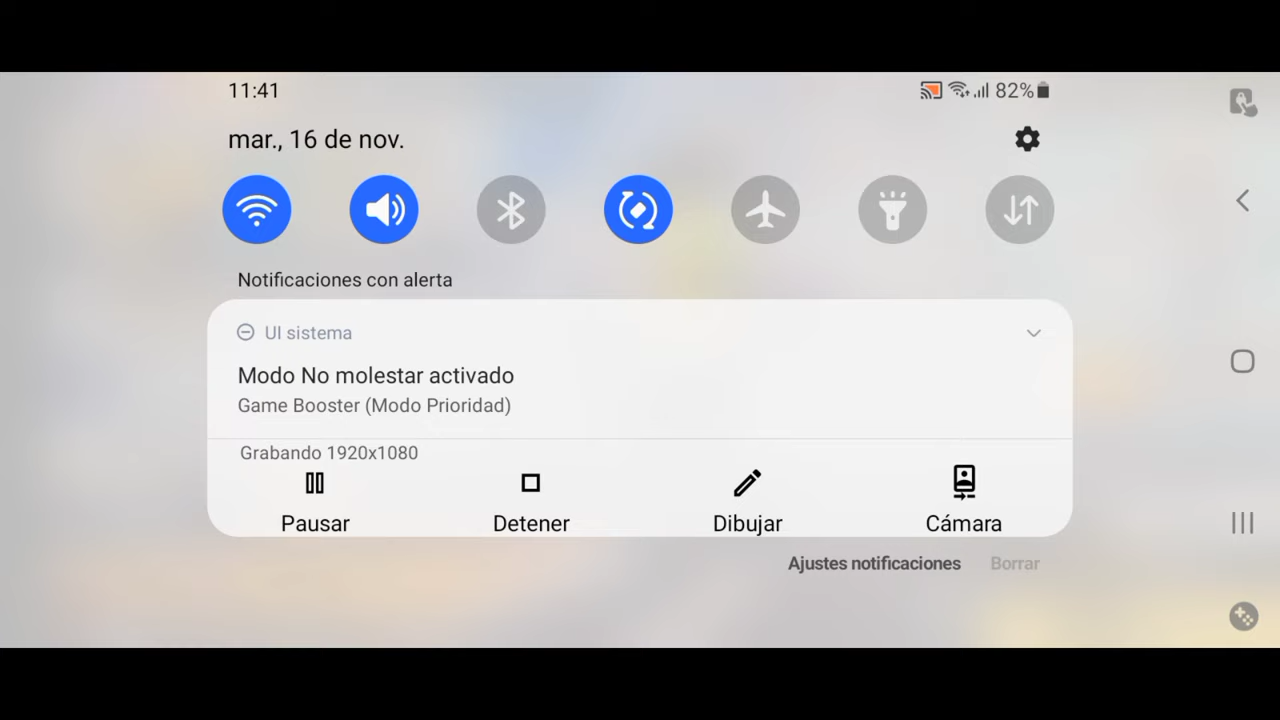 11:41
82%
mar., 16 de nov.
Notificaciones con alerta
UI sistema
Modo No molestar activado
Game Booster (Modo Prioridad)
Grabando 1920x1080
Pausar Detener Dibujar Cámara
Ajustes notificaciones Borrar